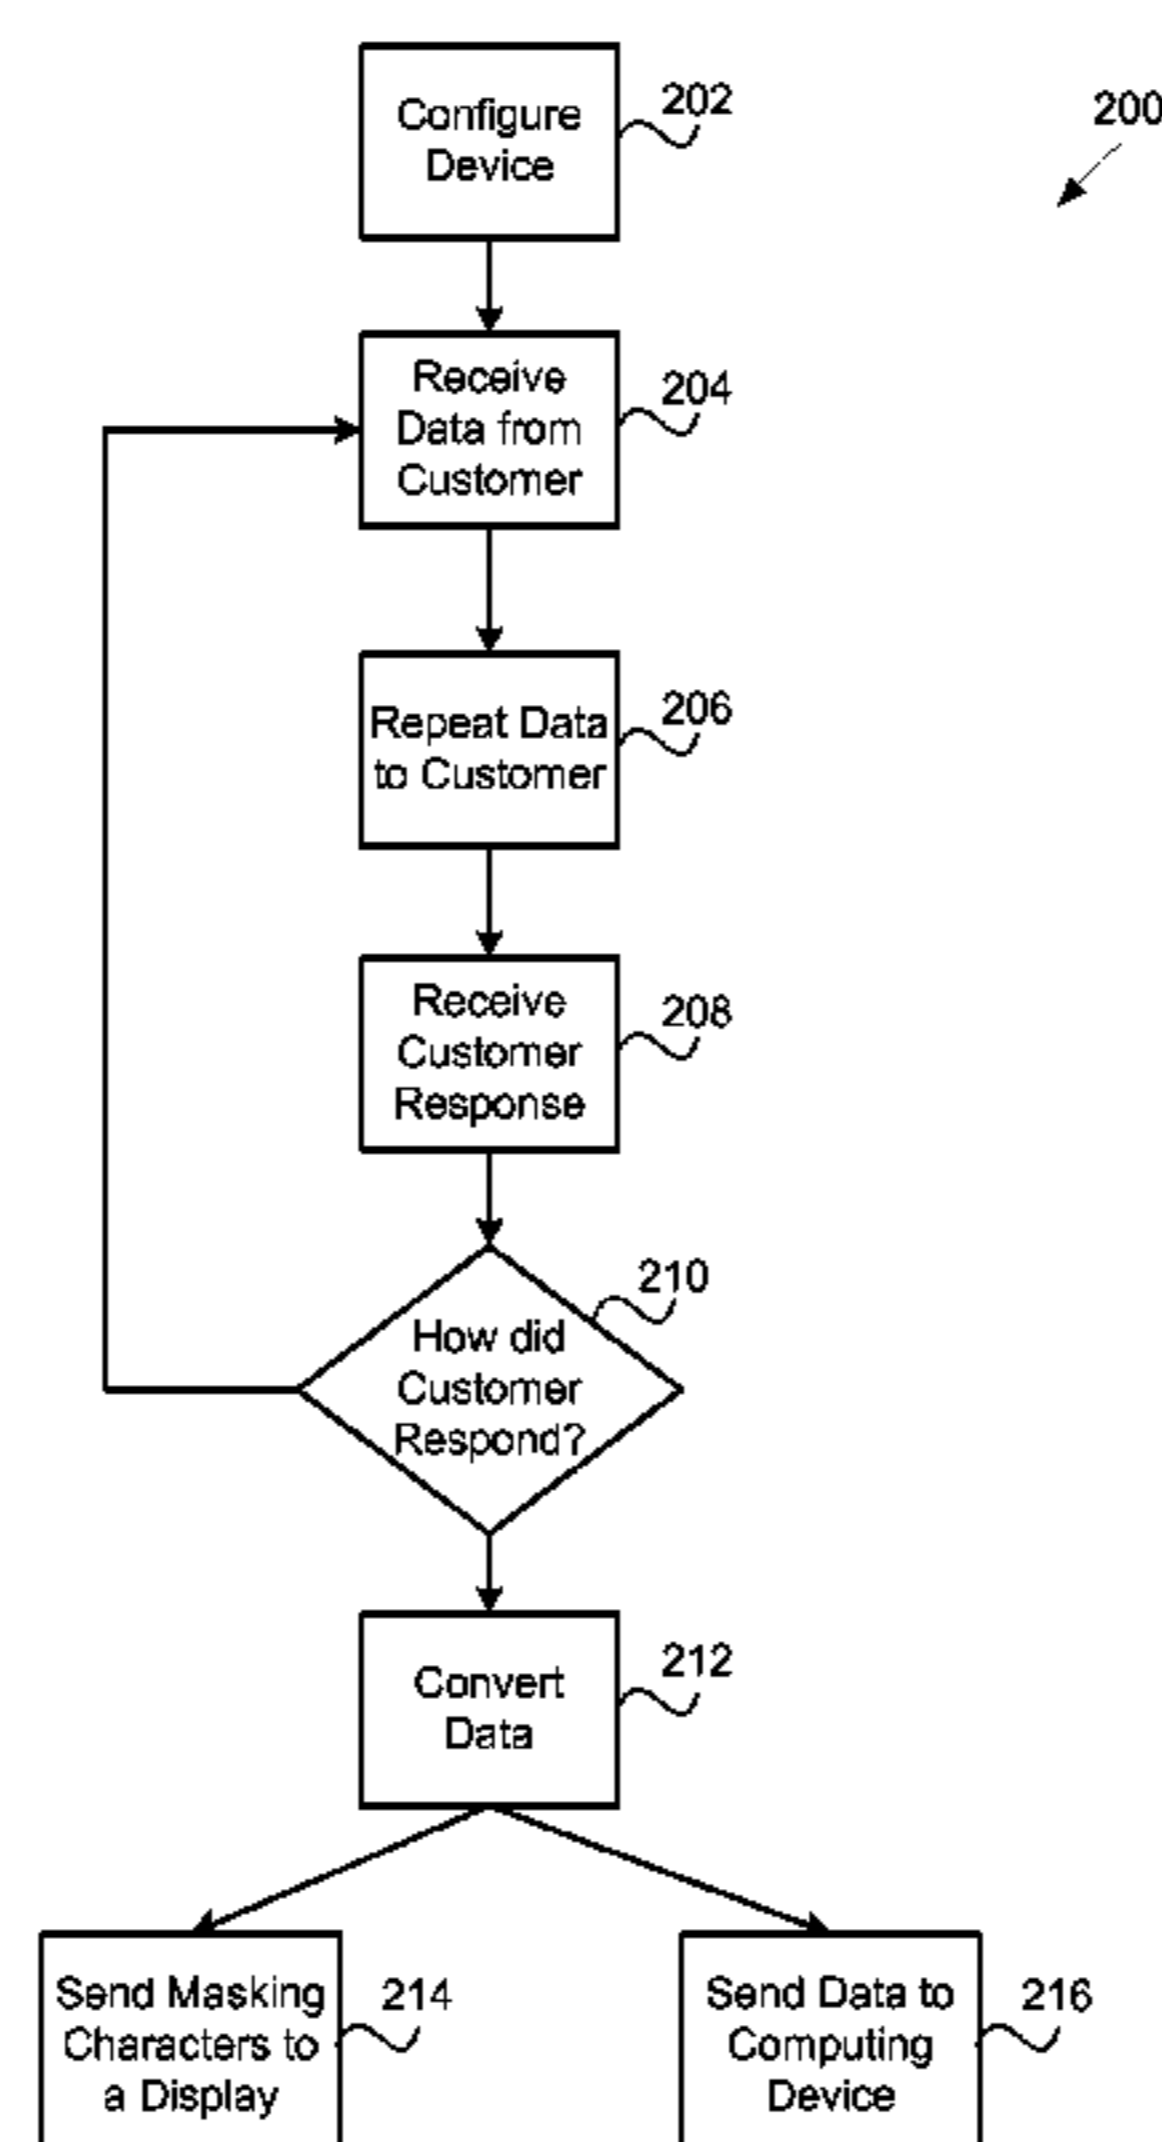 Configure
Device
202
200
Receive
Data from
Customer
204
Repeat Data
to Customer
206
Receive
Customer
Response
208
How did
Customer
Respond?
210
Convert
Data
212
Send Masking
Characters to
a Display
214
Send Data to
Computing
Device
216